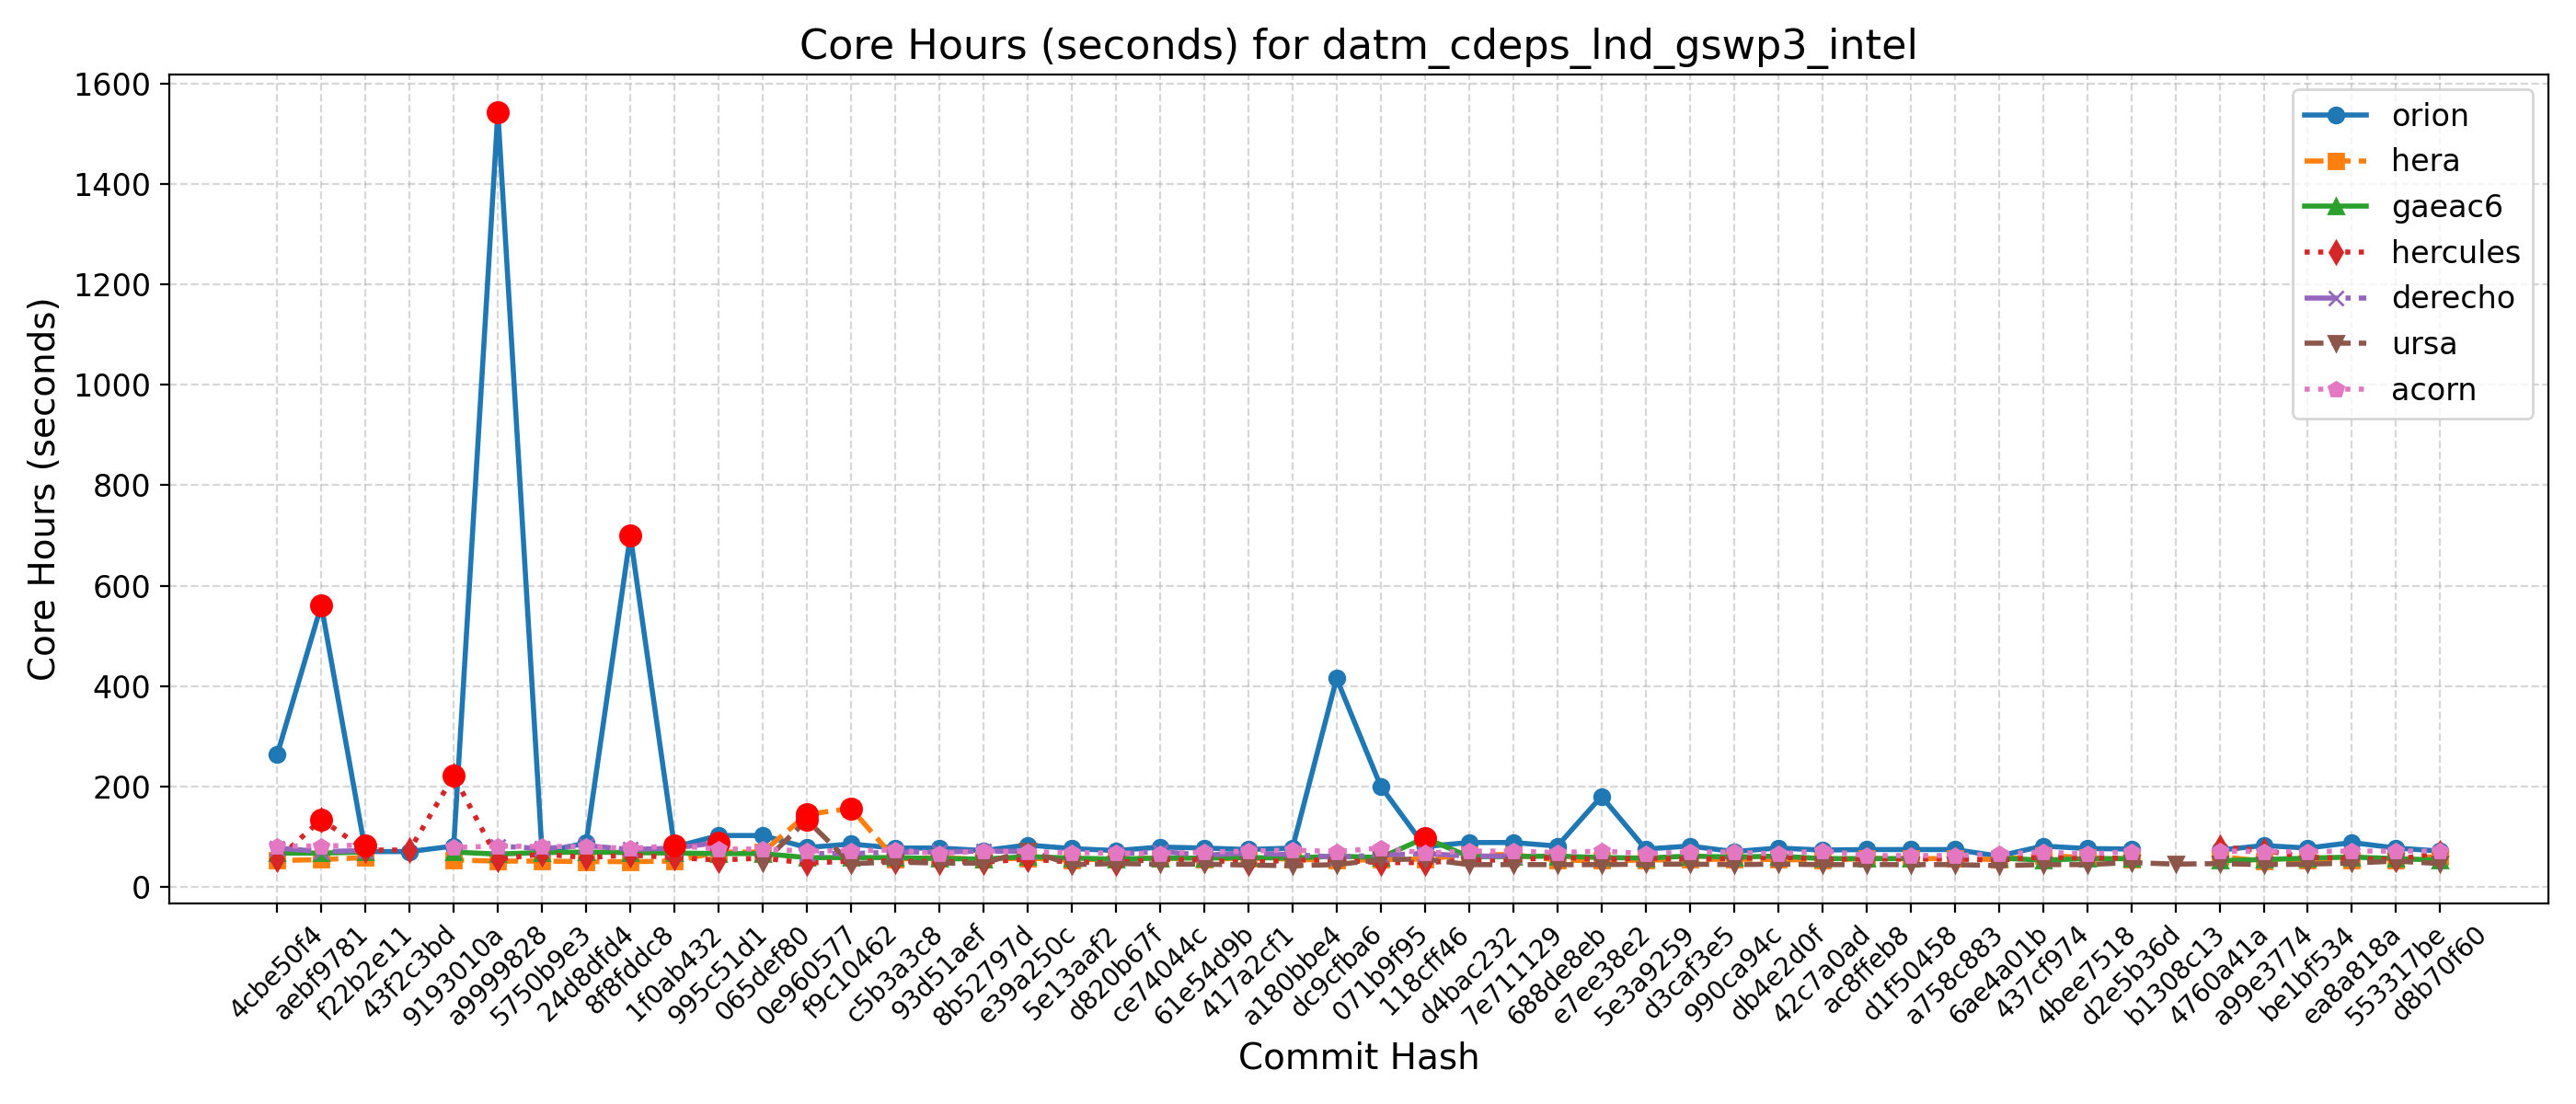 Core Hours (seconds) for datm_cdeps_lnd_gswp3_intel
Core Hours (seconds)
1600
1400
1200
1000
800
600
400
200
0
orion
hera
gaeac6
hercules
derecho
ursa
acorn
4cbe50f4
aebf9781
f22b2e11
43f2c3bd
9193010a
a9999828
5750b9e3
24d8dfd4
8f8fddc8
1f0ab432
995c51d1
065def80
0e960577
f9c10462
c5b3a3c8
93d51aef
8b52797d
e39a250c
5e13aaf2
d820b67f
ce74044c
61e54d9b
417a2cf1
a180bbe4
dc9cfba6
071b9f95
118cff46
d4bac232
7e711129
688de8eb
e7ee38e2
5e3a9259
d3caf3e5
990ca94c
db4e2d0f
42c7a0ad
ac8ffeb8
d1f50458
a758c883
6ae4a01b
437cf974
4bee7518
d2e5b36d
b1308c13
4760a41a
a99e3774
be1bf534
ea8a818a
553317be
d8b70f60
Commit Hash